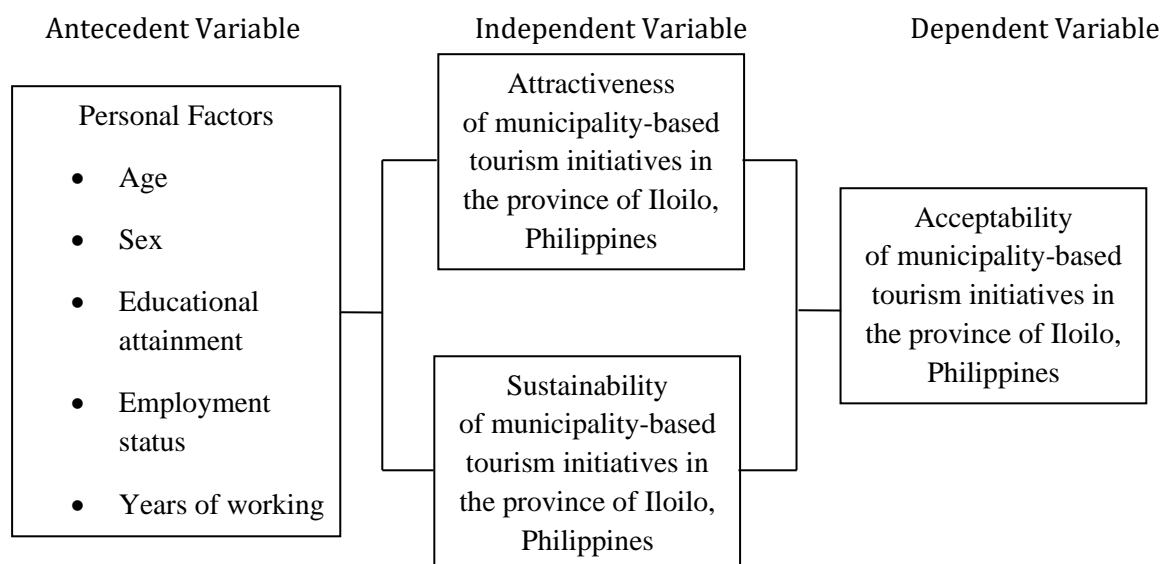 Antecedent Variable
Independent Variable
Dependent Variable
Personal Factors
• Age
• Sex
• Educational
attainment
• Employment
status
• Years of working
Attractiveness
of municipality-based
tourism initiatives in
the province of Iloilo,
Philippines
Sustainability
of municipality-based
tourism initiatives in
the province of Iloilo,
Philippines
Acceptability
of municipality-based
tourism initiatives in
the province of Iloilo,
Philippines